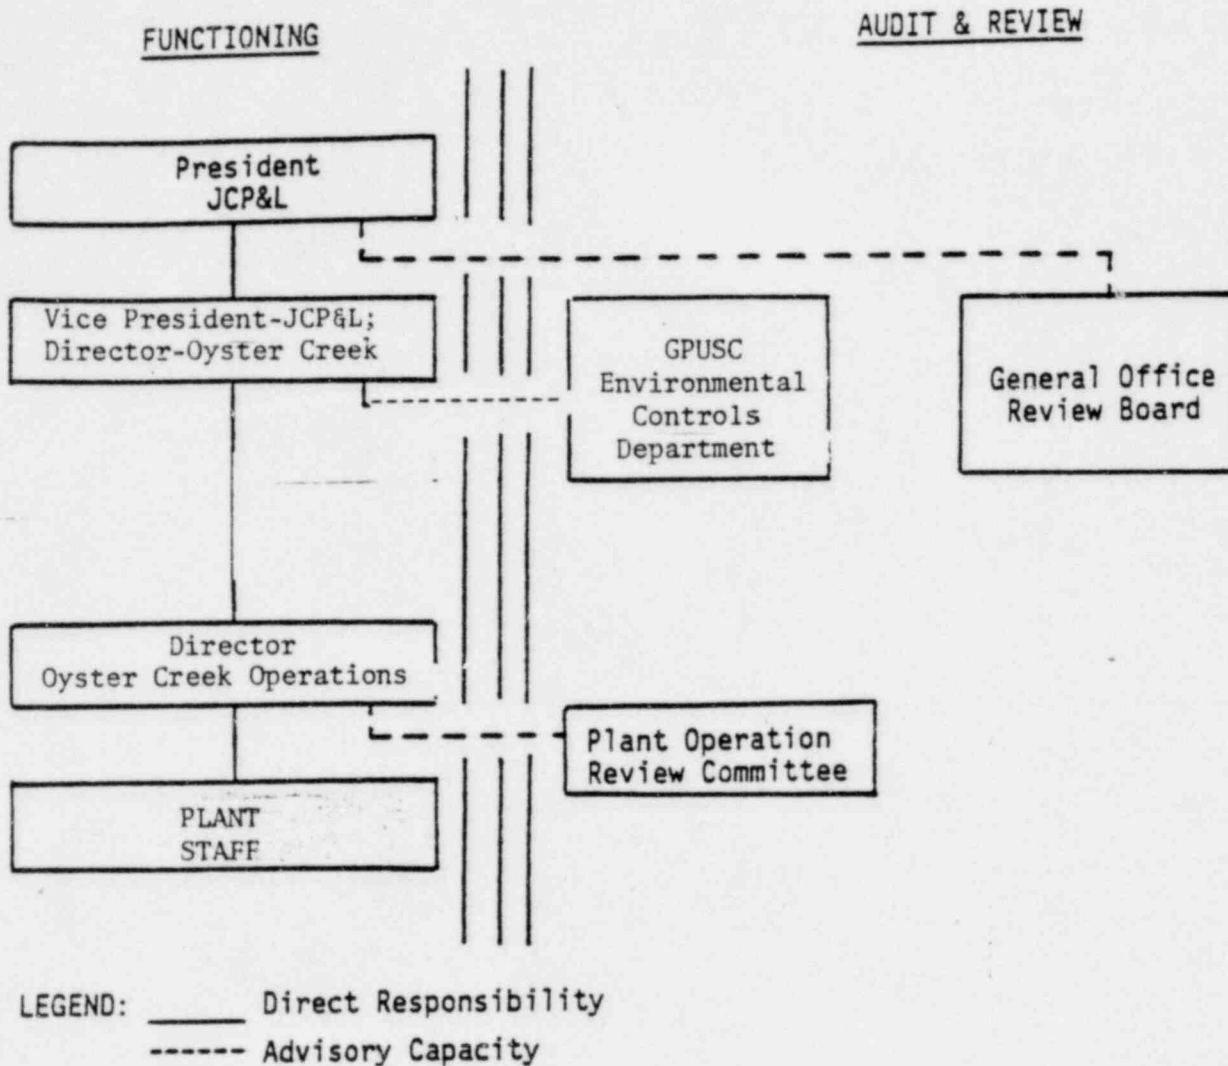 FUNCTIONING
AUDIT & REVIEW
President
JCP&L
Vice President-JCP&L;
Director-Oyster Creek
GPUSC
Environmental
Controls
Department
General Office
Review Board
Director
Oyster Creek Operations
Plant Operation
Review Committee
PLANT
STAFF
LEGEND: ______ Direct Responsibility
------ Advisory Capacity